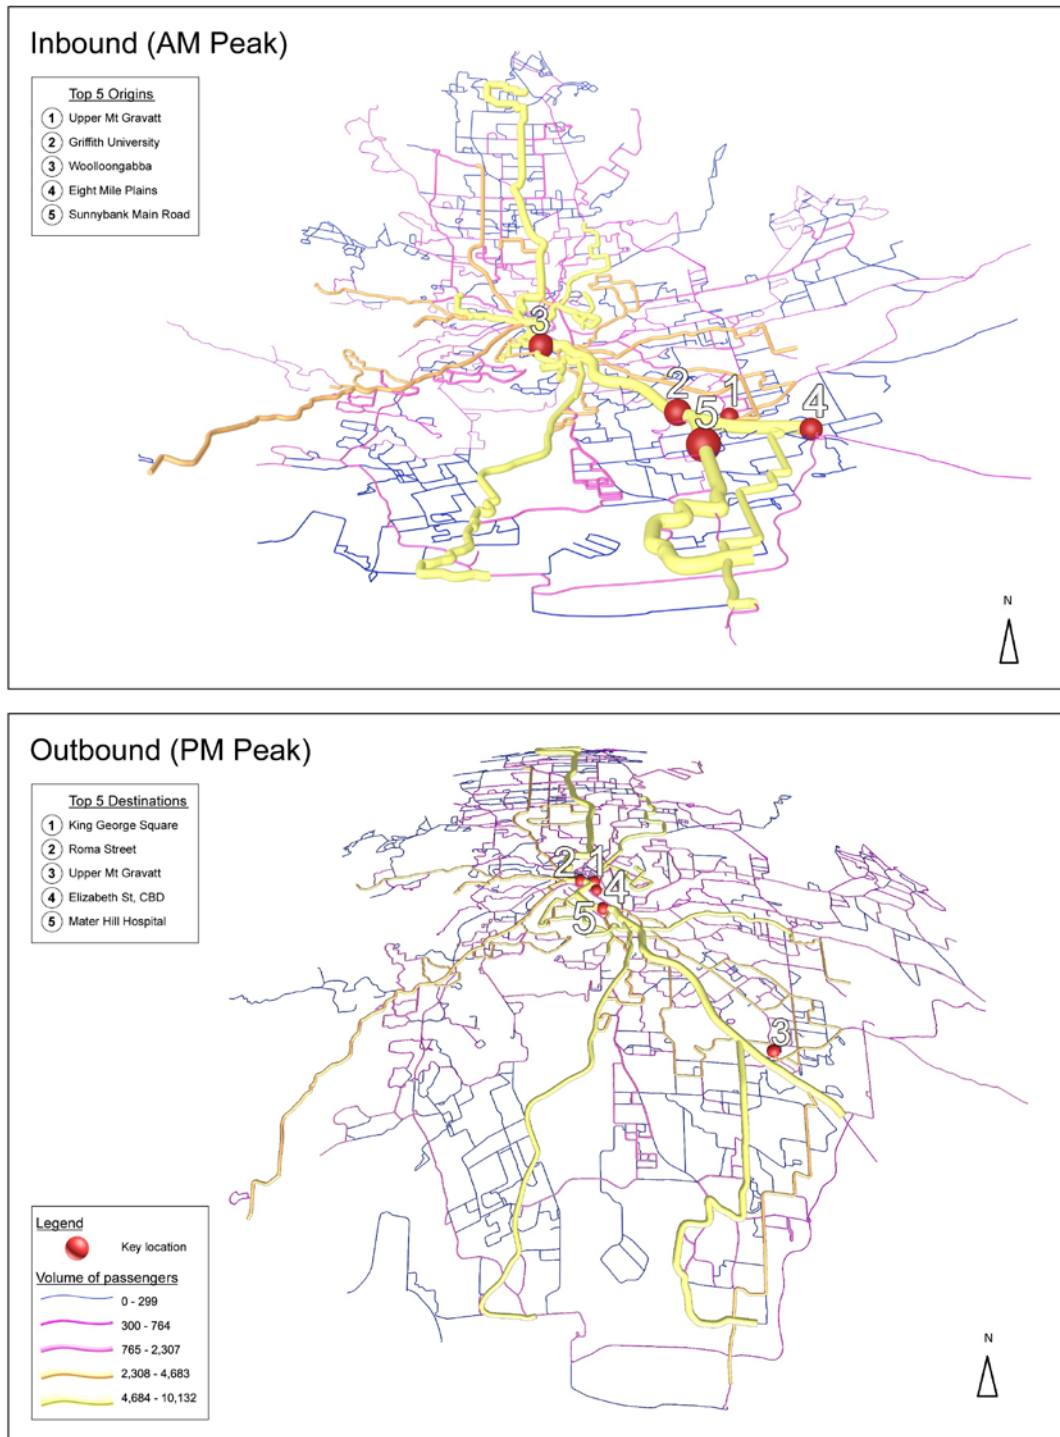 Inbound (AM Peak)
Top 5 Origins
1 Upper Mt Gravatt
2 Griffith University
3 Woolloongabba
4 Eight Mile Plains
5 Sunnybank Main Road
3
2
1
5
4
N
Outbound (PM Peak)
Top 5 Destinations
1 King George Square
2 Roma Street
3 Upper Mt Gravatt
4 Elizabeth St, CBD
5 Mater Hill Hospital
2 1
4
5
3
Legend
Key location
Volume of passengers
0 - 299
300 - 764
765 - 2,307
2,308 - 4,683
4,684 - 10,132
N